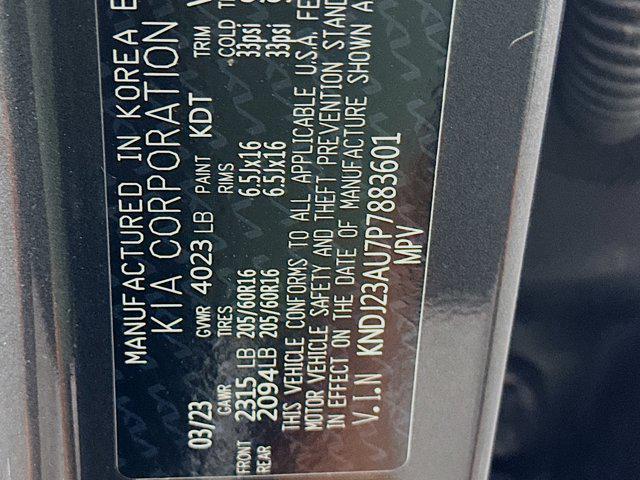 MANUFACTURED IN KOREA
KIA CORPORATION
03/23 GVWR 4023 LB PAINT KDT TRIM
GAWR TIRES RIMS COLD
FRONT 2315 LB 205/60R16 6.5Jx16 33psi
REAR 2094LB 205/60R16 6.5Jx16 33psi
THIS VEHICLE CONFORMS TO ALL APPLICABLE U.S.A. FE
MOTOR VEHICLE SAFETY AND THEFT PREVENTION STAND
IN EFFECT ON THE DATE OF MANUFACTURE SHOWN A
V.I.N KNDJ23AU7P7883601
MPV